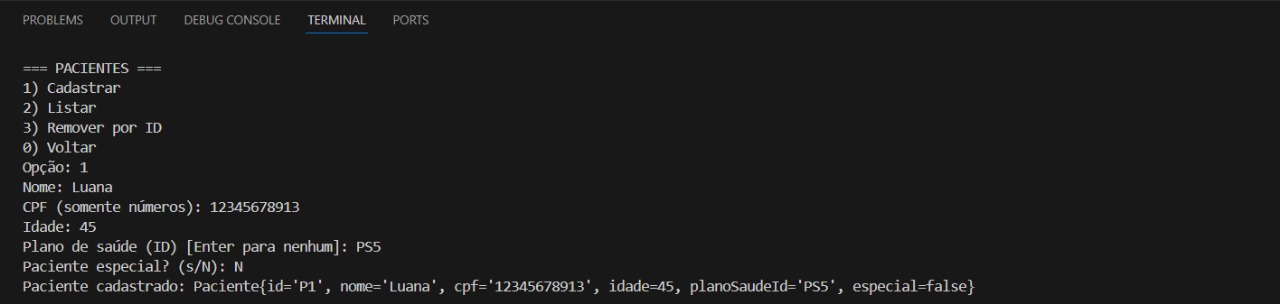 PROBLEMS OUTPUT DEBUG CONSOLE TERMINAL PORTS
=== PACIENTES ===
1) Cadastrar
2) Listar
3) Remover por ID
0) Voltar
Opção: 1
Nome: Luana
CPF (somente números): 12345678913
Idade: 45
Plano de saúde (ID) [Enter para nenhum]: PS5
Paciente especial? (s/N): N
Paciente cadastrado: Paciente{id='P1', nome='Luana', cpf='12345678913', idade=45, planoSaudeId='PS5', especial=false}